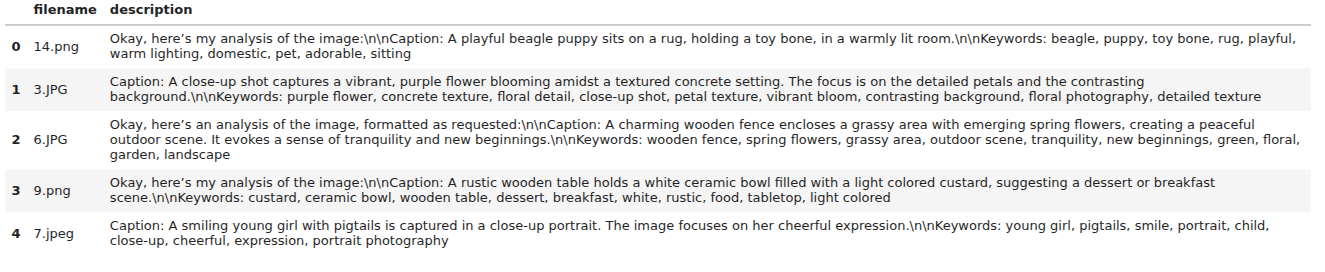 filename description
0 14.png Okay, here’s my analysis of the image:\n\nCaption: A playful beagle puppy sits on a rug, holding a toy bone, in a warmly lit room.\n\nKeywords: beagle, puppy, toy bone, rug, playful,
warm lighting, domestic, pet, adorable, sitting
1 3.JPG Caption: A close-up shot captures a vibrant, purple flower blooming amidst a textured concrete setting. The focus is on the detailed petals and the contrasting
background.\n\nKeywords: purple flower, concrete texture, floral detail, close-up shot, petal texture, vibrant bloom, contrasting background, floral photography, detailed texture
2 6.JPG Okay, here’s an analysis of the image, formatted as requested:\n\nCaption: A charming wooden fence encloses a grassy area with emerging spring flowers, creating a peaceful
outdoor scene. It evokes a sense of tranquility and new beginnings.\n\nKeywords: wooden fence, spring flowers, grassy area, outdoor scene, tranquility, new beginnings, green, floral,
garden, landscape
3 9.png Okay, here’s my analysis of the image:\n\nCaption: A rustic wooden table holds a white ceramic bowl filled with a light colored custard, suggesting a dessert or breakfast
scene.\n\nKeywords: custard, ceramic bowl, wooden table, dessert, breakfast, white, rustic, food, tabletop, light colored
4 7.jpeg Caption: A smiling young girl with pigtails is captured in a close-up portrait. The image focuses on her cheerful expression.\n\nKeywords: young girl, pigtails, smile, portrait, child,
close-up, cheerful, expression, portrait photography